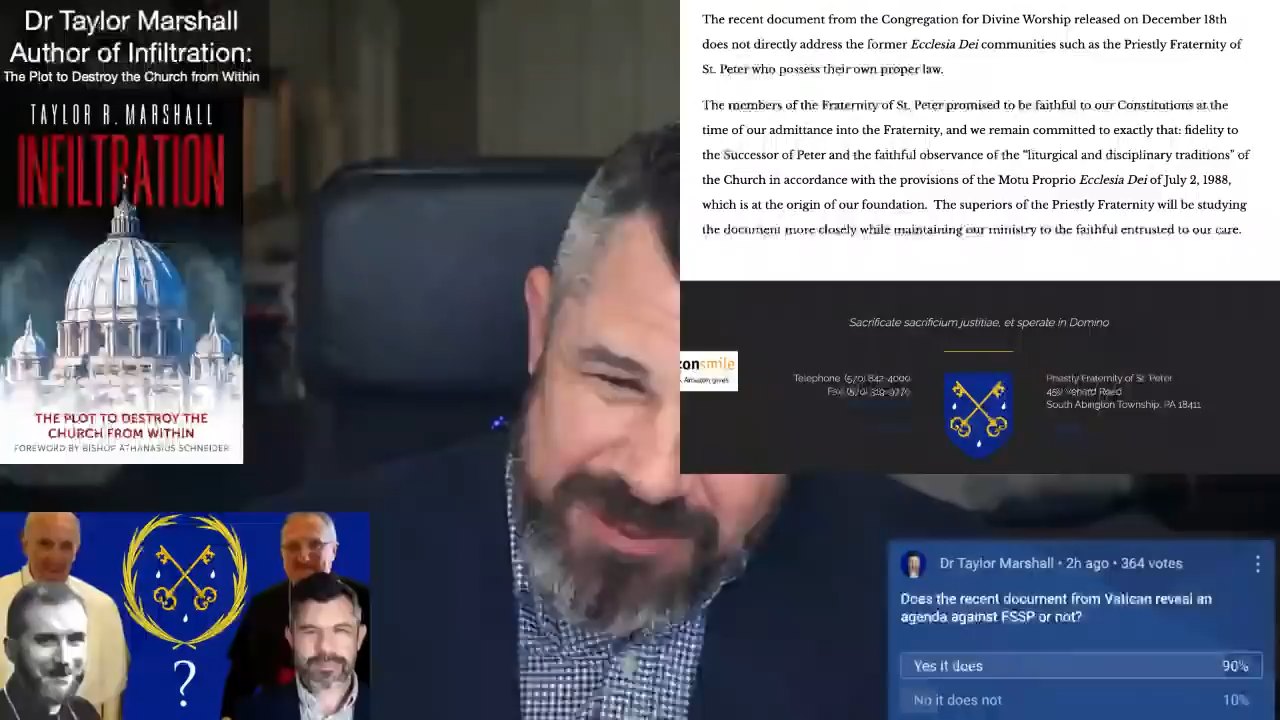 Dr Taylor Marshall
Author of Infiltration:
The Plot to Destroy the Church from Within
TAYLOR R. MARSHALL
INFILTRATION
THE PLOT TO DESTROY THE
CHURCH FROM WITHIN
FOREWORD BY BISHOP ATHANASIUS SCHNEIDER
?
The recent document from the Congregation for Divine Worship released on December 18th
does not directly address the former Ecclesia Dei communities such as the Priestly Fraternity of
St. Peter who possess their own proper law.
The members of the Fraternity of St. Peter promised to be faithful to our Constitutions at the
time of our admittance into the Fraternity, and we remain committed to exactly that: fidelity to
the Successor of Peter and the faithful observance of the “liturgical and disciplinary traditions” of
the Church in accordance with the provisions of the Motu Proprio Ecclesia Dei of July 2, 1988,
which is at the origin of our foundation. The superiors of the Priestly Fraternity will be studying
the document more closely while maintaining our ministry to the faithful entrusted to our care.
Sacrificate sacrificium justitiae, et sperate in Domino
consmile
Amazon gives
Telephone (570) 842-4000
Fax (570)
Priestly Fraternity of St. Peter
Road
South Abington Township, PA 18411
Dr Taylor Marshall • 2h ago • 364 votes
Does the recent document from Vatican reveal an
agenda against FSSP or not?
Yes it does 90%
No it does not 10%